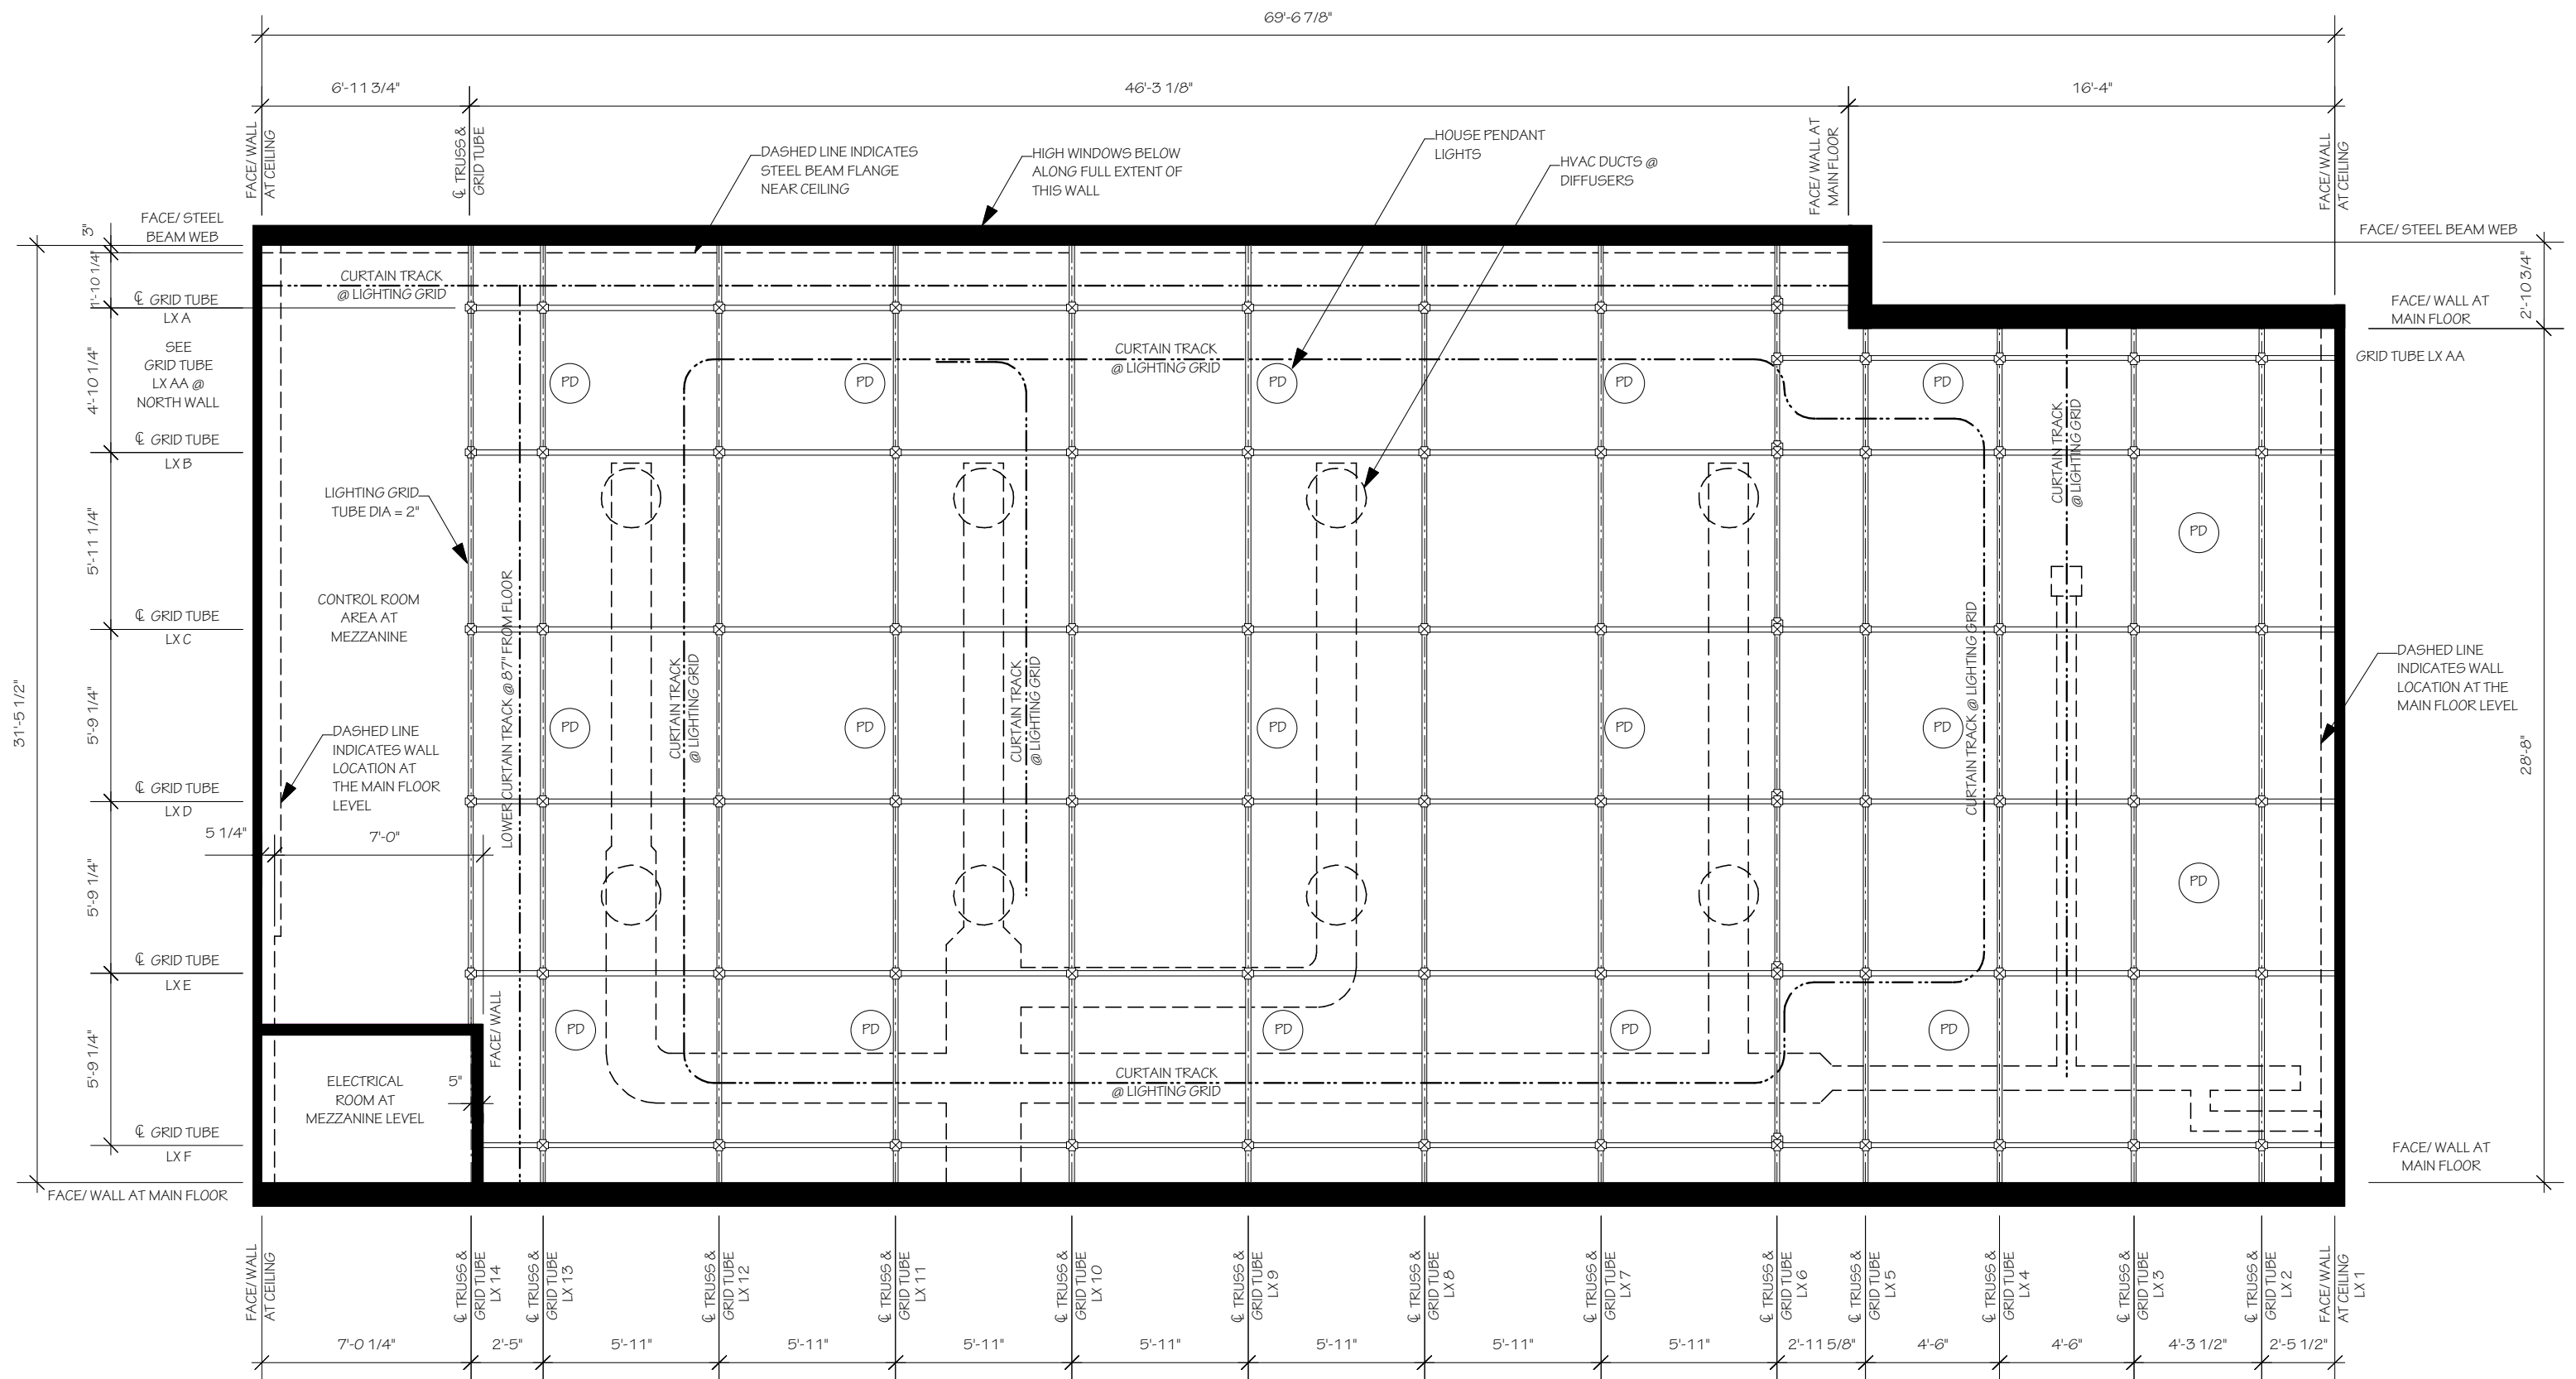 69'-6 7/8"
6'-11 3/4"
46'-3 1/8"
16'-4"
FACE/ WALL
AT CEILING
℄ TRUSS &
GRID TUBE
DASHED LINE INDICATES
STEEL BEAM FLANGE
NEAR CEILING
HIGH WINDOWS BELOW
ALONG FULL EXTENT OF
THIS WALL
HOUSE PENDANT
LIGHTS
HVAC DUCTS @
DIFFUSERS
FACE/ WALL AT
MAIN FLOOR
FACE/ WALL
AT CEILING
FACE/ STEEL
BEAM WEB
3"
1'-10 1/4"
4'-10 1/4"
5'-11 1/4"
5'-9 1/4"
5'-9 1/4"
5'-9 1/4"
31'-5 1/2"
℄ GRID TUBE
LX A
SEE
GRID TUBE
LX AA @
NORTH WALL
℄ GRID TUBE
LX B
℄ GRID TUBE
LX C
℄ GRID TUBE
LX D
℄ GRID TUBE
LX E
℄ GRID TUBE
LX F
FACE/ WALL AT MAIN FLOOR
CURTAIN TRACK
@ LIGHTING GRID
CURTAIN TRACK
@ LIGHTING GRID
PD
PD
PD
PD
PD
LIGHTING GRID
TUBE DIA = 2"
CURTAIN TRACK
@ LIGHTING GRID
PD
CONTROL ROOM
AREA AT
MEZZANINE
LOWER CURTAIN TRACK @ 87" FROM FLOOR
CURTAIN TRACK
@ LIGHTING GRID
CURTAIN TRACK
@ LIGHTING GRID
CURTAIN TRACK @ LIGHTING GRID
PD
PD
PD
PD
PD
DASHED LINE
INDICATES WALL
LOCATION AT
THE MAIN FLOOR
LEVEL
5 1/4"
7'-0"
PD
FACE/ WALL
PD
PD
PD
PD
PD
5"
ELECTRICAL
ROOM AT
MEZZANINE LEVEL
CURTAIN TRACK
@ LIGHTING GRID
FACE/ STEEL BEAM WEB
2'-10 3/4"
FACE/ WALL AT
MAIN FLOOR
GRID TUBE LX AA
DASHED LINE
INDICATES WALL
LOCATION AT THE
MAIN FLOOR LEVEL
28'-8"
FACE/ WALL AT
MAIN FLOOR
FACE/ WALL
AT CEILING
℄ TRUSS &
GRID TUBE
LX 14
℄ TRUSS &
GRID TUBE
LX 13
℄ TRUSS &
GRID TUBE
LX 12
℄ TRUSS &
GRID TUBE
LX 11
℄ TRUSS &
GRID TUBE
LX 10
℄ TRUSS &
GRID TUBE
LX 9
℄ TRUSS &
GRID TUBE
LX 8
℄ TRUSS &
GRID TUBE
LX 7
℄ TRUSS &
GRID TUBE
LX 6
℄ TRUSS &
GRID TUBE
LX 5
℄ TRUSS &
GRID TUBE
LX 4
℄ TRUSS &
GRID TUBE
LX 3
℄ TRUSS &
GRID TUBE
LX 2
FACE/ WALL
AT CEILING
LX 1
7'-0 1/4"
2'-5"
5'-11"
5'-11"
5'-11"
5'-11"
5'-11"
5'-11"
5'-11"
2'-11 5/8"
4'-6"
4'-6"
4'-3 1/2"
2'-5 1/2"